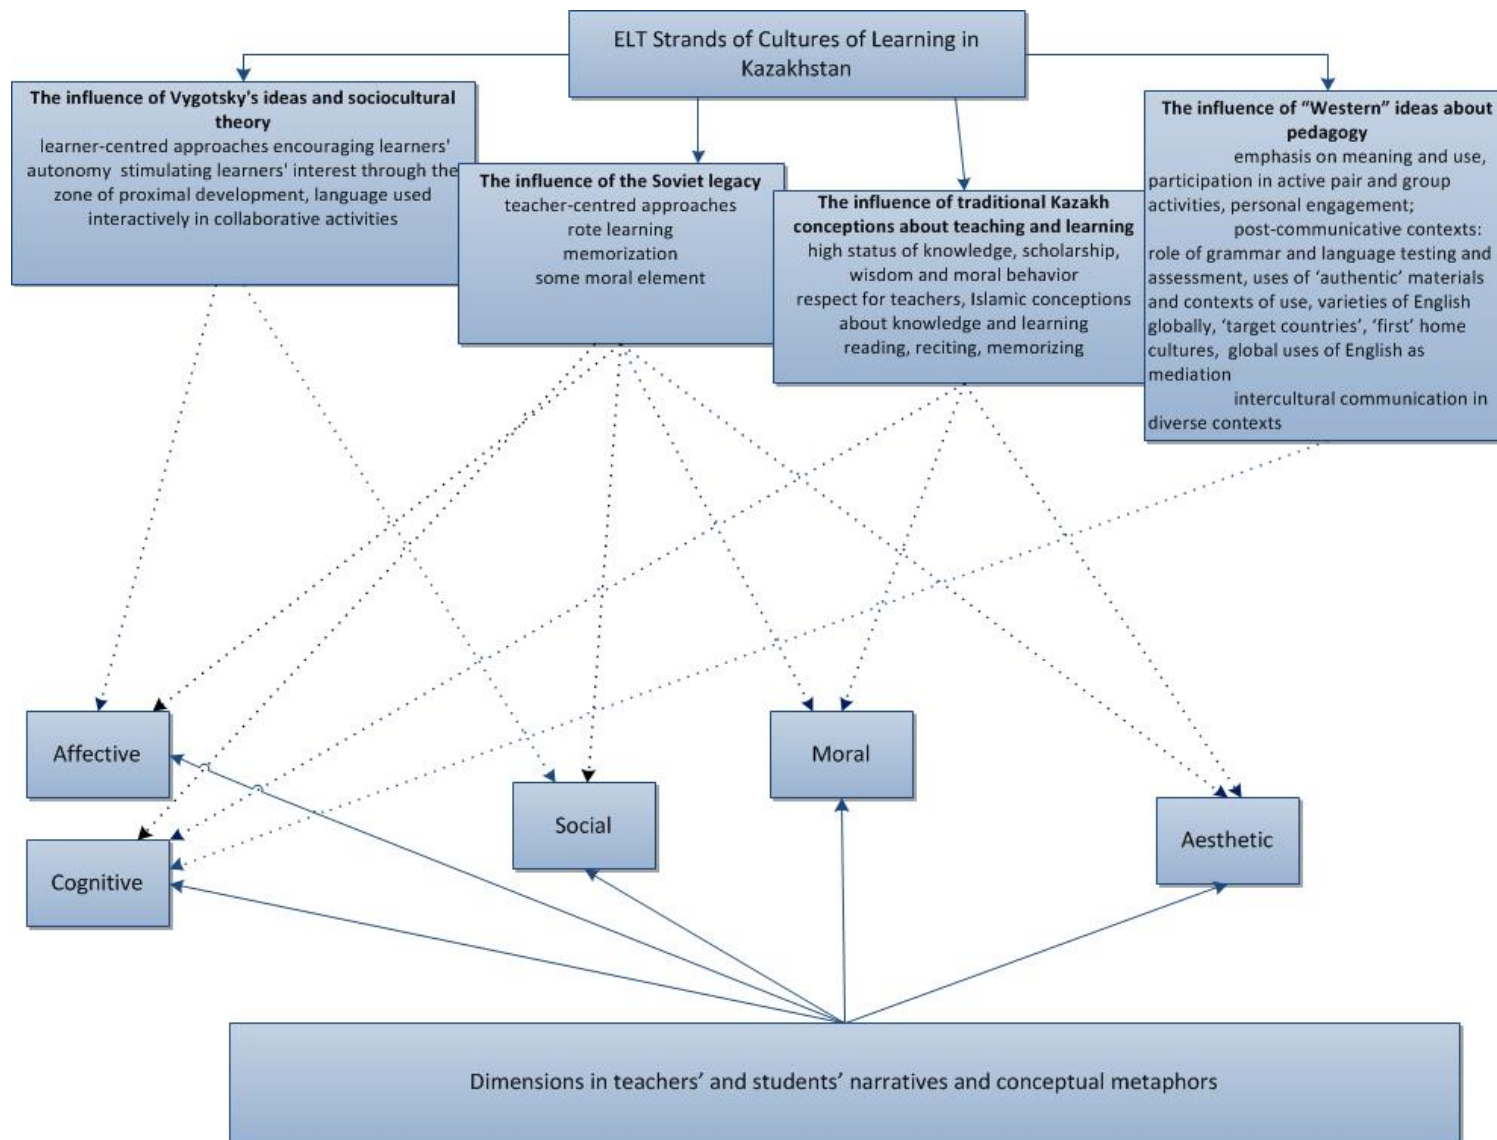 ELT Strands of Cultures of Learning in
Kazakhstan
The influence of Vygotsky's ideas and sociocultural
theory
learner-centred approaches encouraging learners'
autonomy stimulating learners' interest through the
zone of proximal development, language used
interactively in collaborative activities
The influence of the Soviet legacy
teacher-centred approaches
rote learning
memorization
some moral element
The influence of traditional Kazakh
conceptions about teaching and learning
high status of knowledge, scholarship,
wisdom and moral behavior
respect for teachers, Islamic conceptions
about knowledge and learning
reading, reciting, memorizing
The influence of “Western” ideas about
pedagogy
emphasis on meaning and use,
participation in active pair and group
activities, personal engagement;
post-communicative contexts:
role of grammar and language testing and
assessment, uses of ‘authentic’ materials
and contexts of use, varieties of English
globally, ‘target countries’, ‘first’ home
cultures, global uses of English as
mediation
intercultural communication in
diverse contexts
Affective
Cognitive
Social
Moral
Aesthetic
Dimensions in teachers’ and students’ narratives and conceptual metaphors